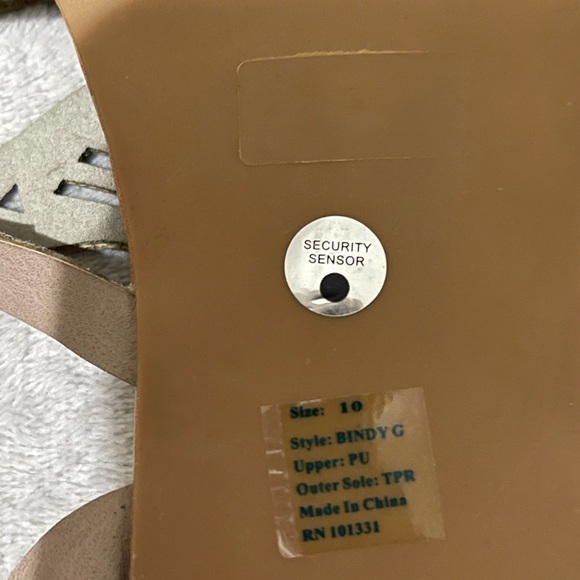 SECURITY
SENSOR
Size: 10
Style: BINDY G
Upper: PU
Outer Sole: TPR
Made In China
RN 101331